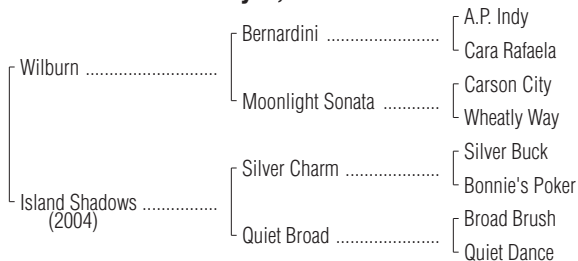 A.P. Indy
Bernardini ......................
Cara Rafaela
Wilburn .........................
Carson City
Moonlight Sonata ...........
Wheatly Way
Silver Buck
Silver Charm ...................
Bonnie's Poker
Island Shadows ...............
(2004)
Broad Brush
Quiet Broad ....................
Quiet Dance